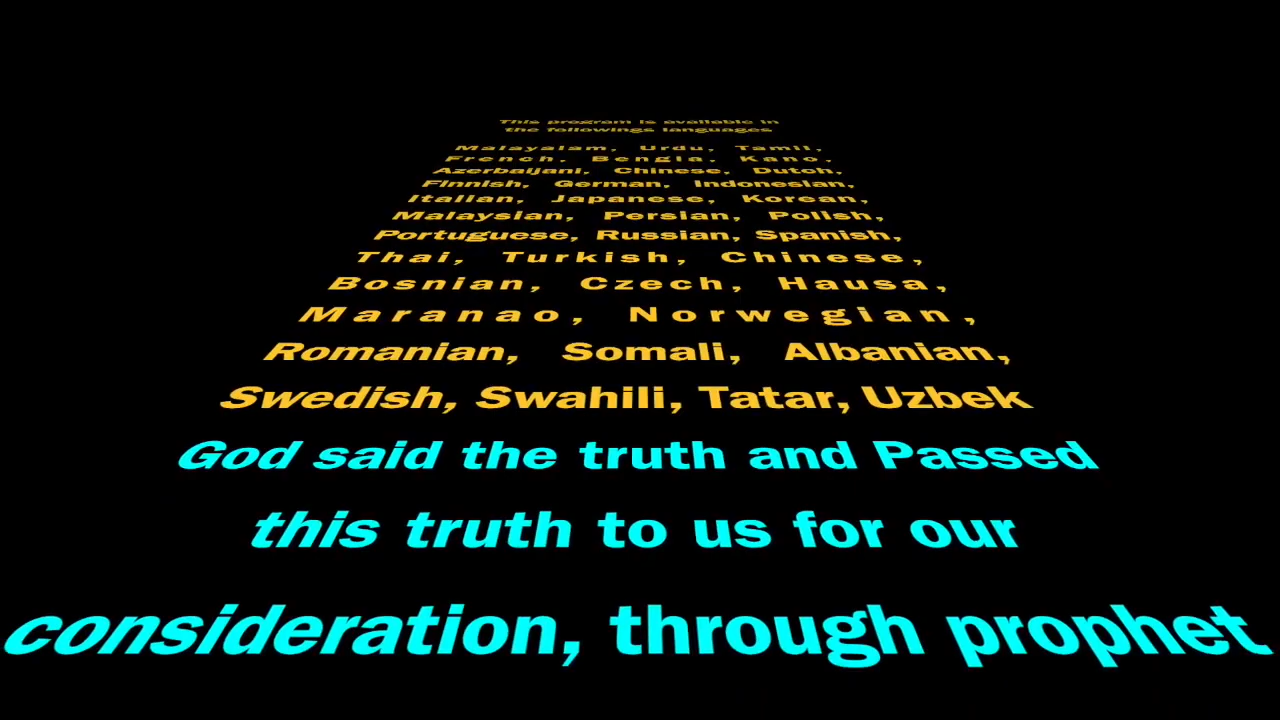 This program is available in
the followings languages
Malayalam, Urdu, Tamil,
French, Bengla, Kano,
Azerbaijani, Chinese, Dutch,
Finnish, German, Indonesian,
Italian, Japanese, Korean,
Malaysian, Persian, Polish,
Portuguese, Russian, Spanish,
Thai, Turkish, Chinese,
Bosnian, Czech, Hausa,
Maranao, Norwegian,
Romanian, Somali, Albanian,
Swedish, Swahili, Tatar, Uzbek
God said the truth and Passed
this truth to us for our
consideration, through prophet